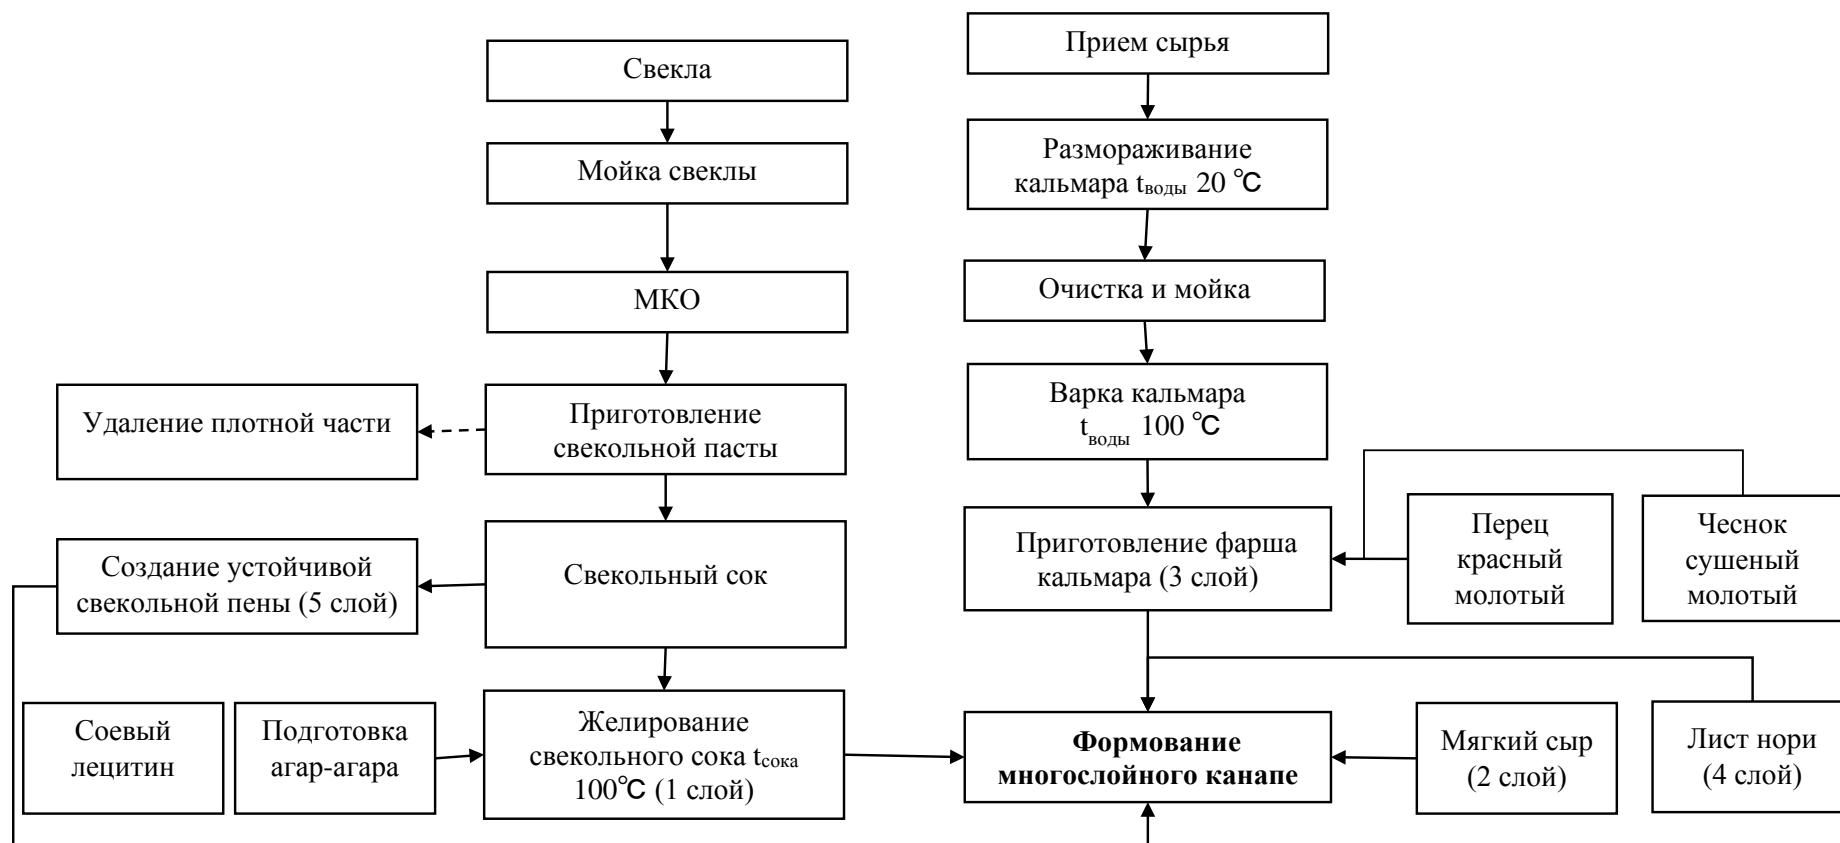 Свекла
Мойка свеклы
МКО
Удаление плотной части
Приготовление
свекольной пасты
Создание устойчивой
свекольной пены (5 слой)
Свекольный сок
Соевый
лецитин
Подготовка
агар-агара
Желирование
свекольного сока tсока
100℃ (1 слой)
Прием сырья
Размораживание
кальмара tводы 20 ℃
Очистка и мойка
Варка кальмара
tводы 100 ℃
Приготовление фарша
кальмара (3 слой)
Перец
красный
молотый
Чеснок
сушеный
молотый
Формование
многослойного канапе
Мягкий сыр
(2 слой)
Лист нори
(4 слой)